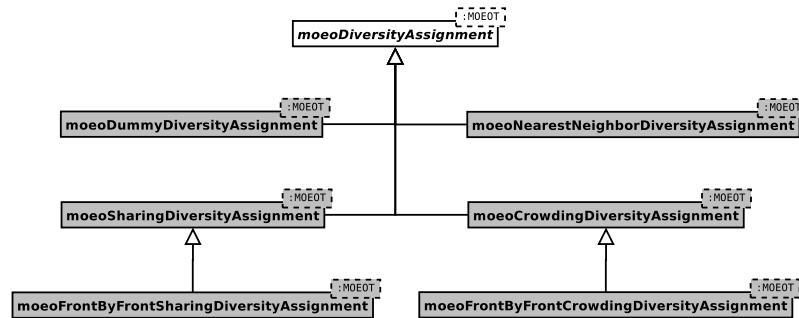 :MOEOT
moeoDiversityAssignment
:MOEOT
:MOEOT
moeoDummyDiversityAssignment
moeoNearestNeighborDiversityAssignment
:MOEOT
:MOEOT
moeoSharingDiversityAssignment
moeoCrowdingDiversityAssignment
:MOEOT
:MOEOT
moeoFrontByFrontSharingDiversityAssignment
moeoFrontByFrontCrowdingDiversityAssignment